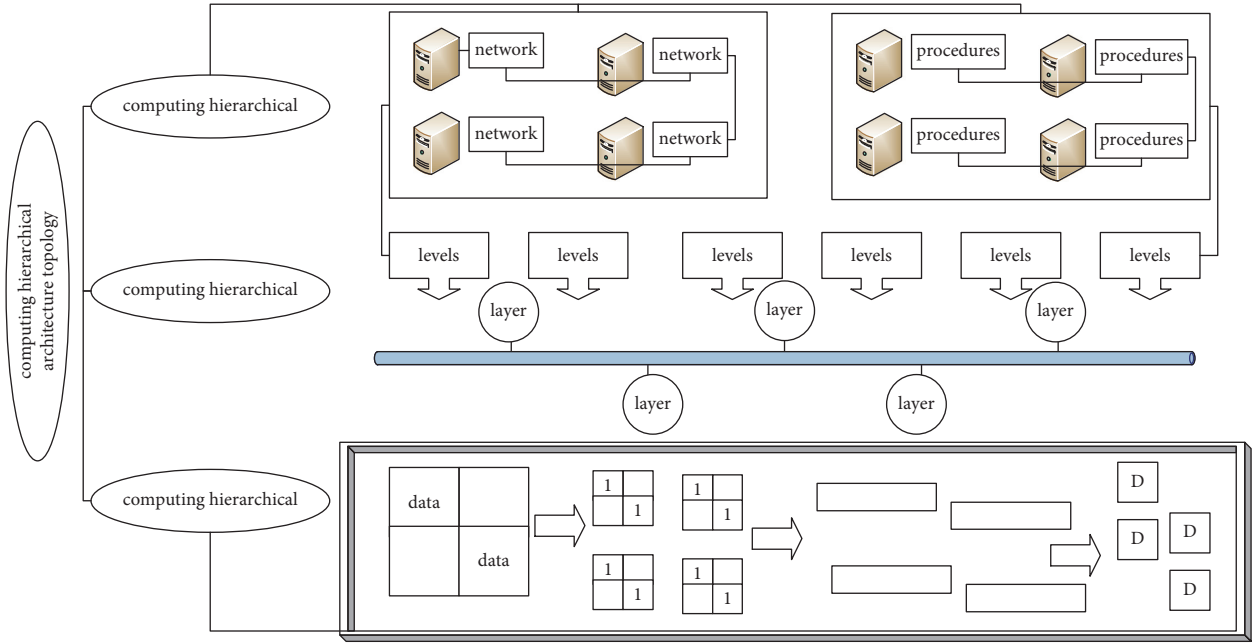 computing hierarchical
architecture topology
computing hierarchical
network
network
network
network
procedures
procedures
procedures
procedures
computing hierarchical
levels
levels
levels
levels
levels
levels
layer
layer
layer
layer
layer
computing hierarchical
data
data
1
1
1
1
1
1
1
1
D
D
D
D